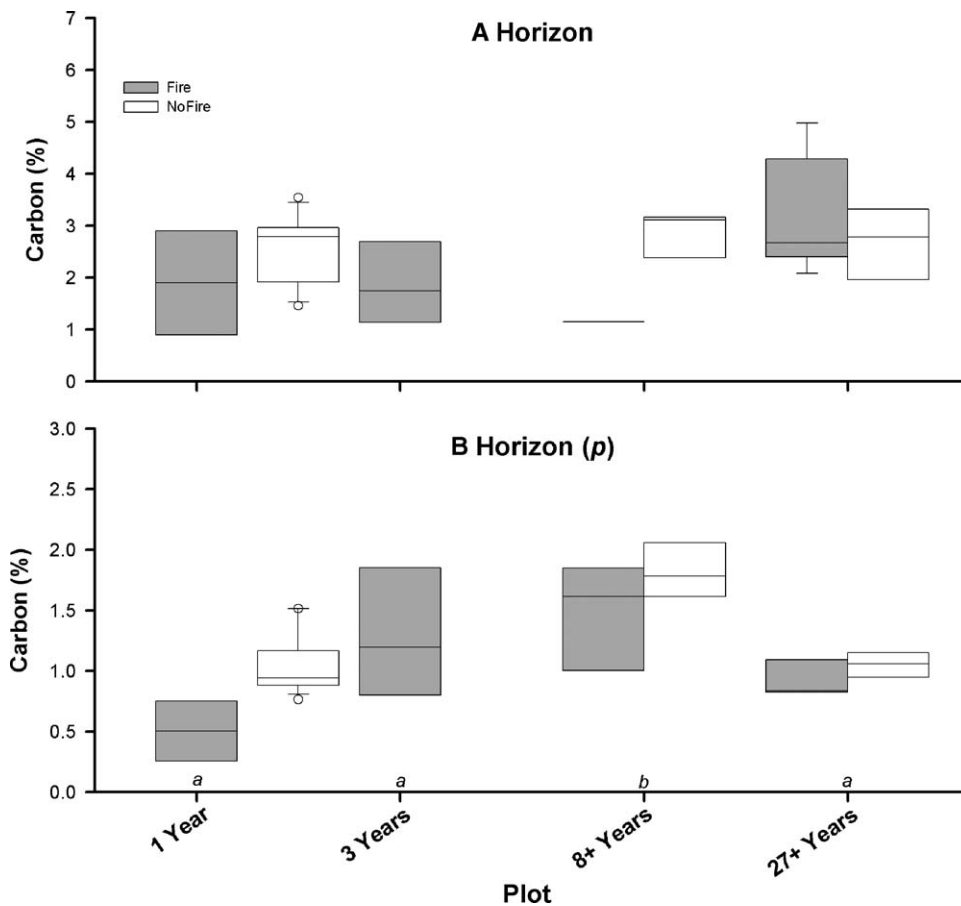 A Horizon
Fire
NoFire
Carbon (%)
7
6
5
4
3
2
1
0
B Horizon (p)
Carbon (%)
3.0
2.5
2.0
1.5
1.0
0.5
0.0
a a b a
1 Year 3 Years 8+ Years 27+ Years
Plot